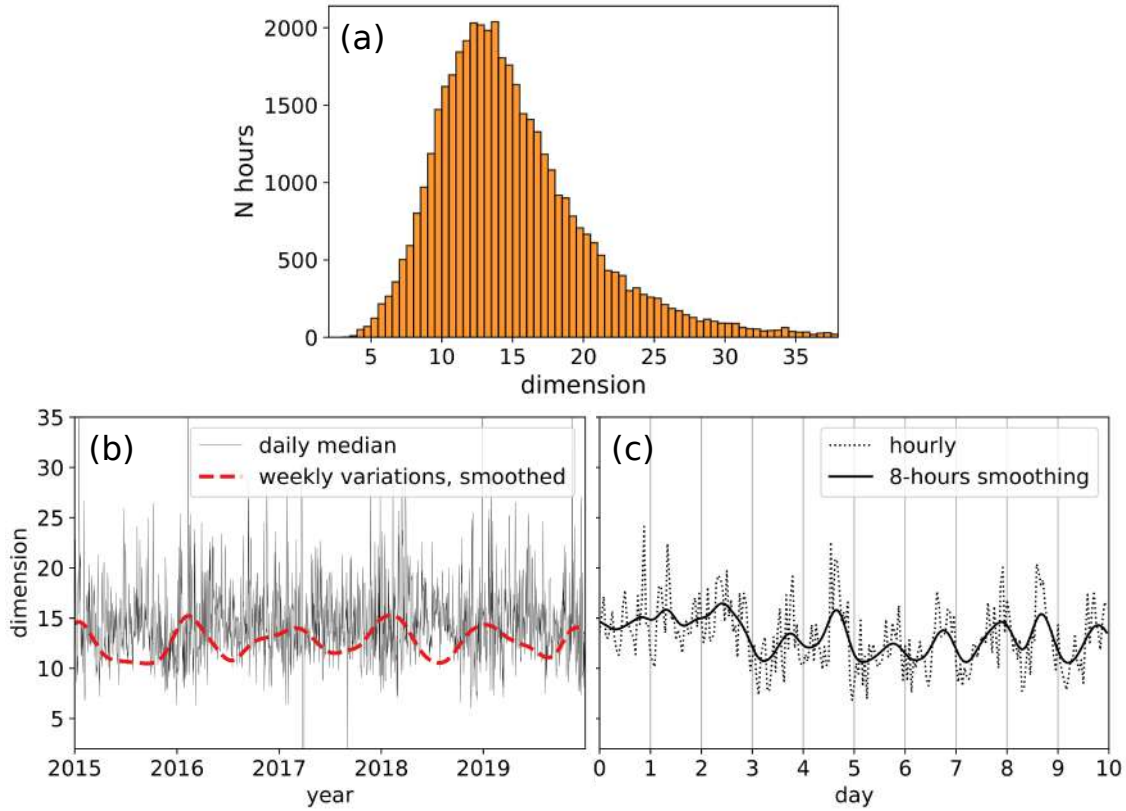 (a)
N hours
2000
1500
1000
500
0
5 10 15 20 25 30 35
dimension
(b)
daily median
weekly variations, smoothed
dimension
35
30
25
20
15
10
5
2015 2016 2017 2018 2019
year
(c)
hourly
8-hours smoothing
0 1 2 3 4 5 6 7 8 9 10
day